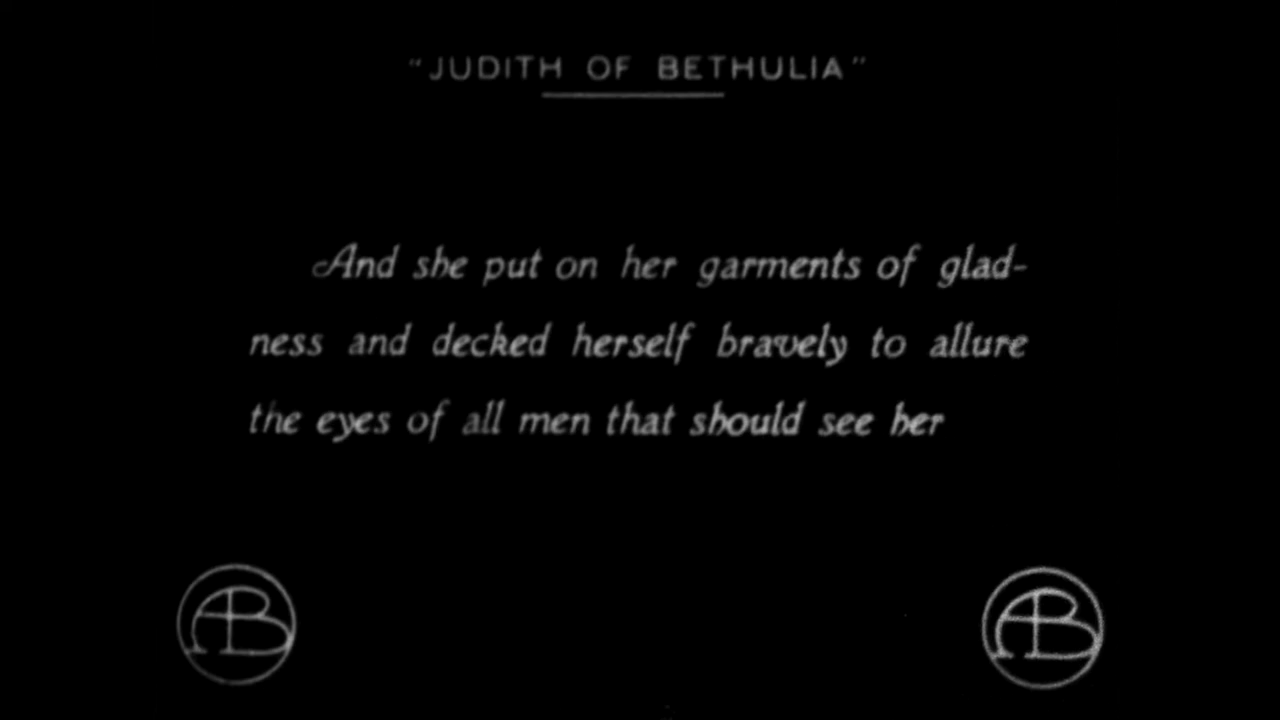 "JUDITH OF BETHULIA"
And she put on her garments of glad-
ness and decked herself bravely to allure
the eyes of all men that should see her
AB AB